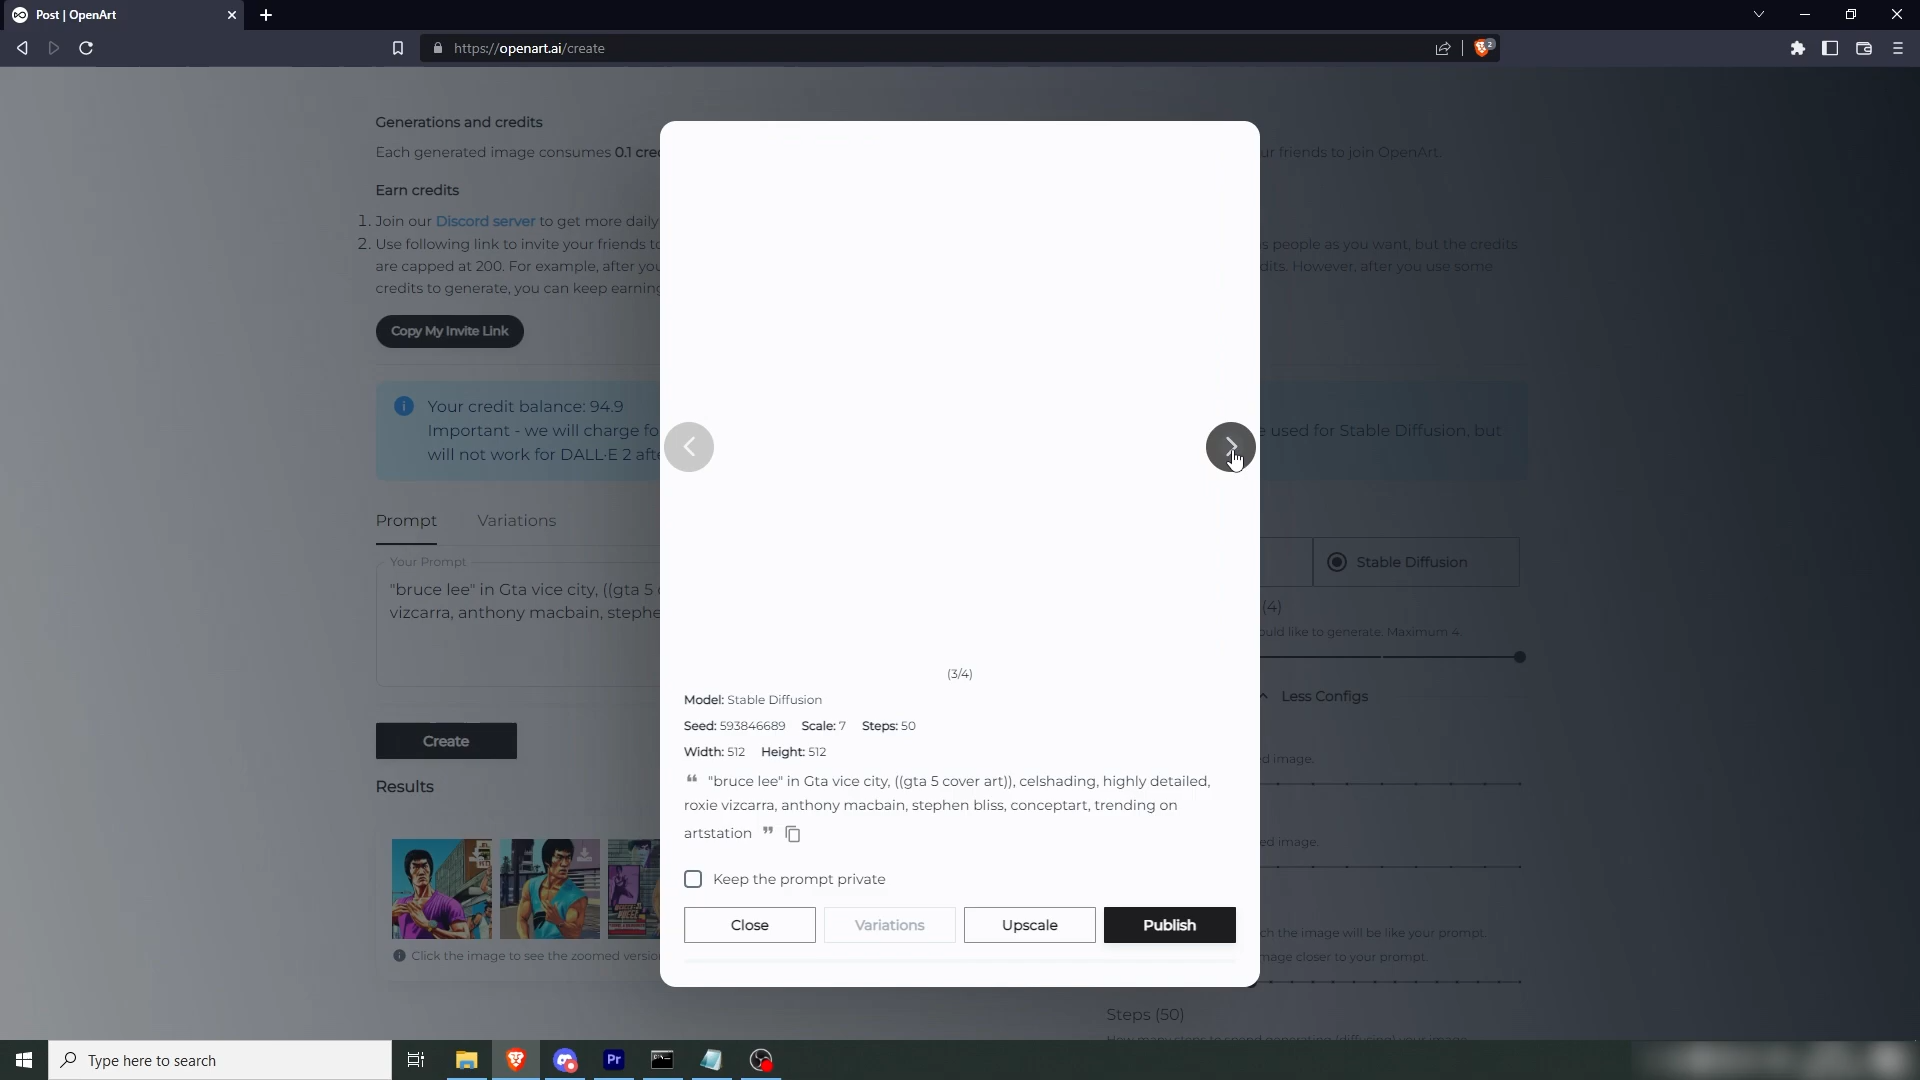 Post | OpenArt
https://openart.ai/create
2
Generations and credits
Each generated image consumes 0.1 cre
ur friends to join OpenArt.
Earn credits
1. Join our Discord server to get more daily
2. Use following link to invite your friends to
s people as you want, but the credits
are capped at 200. For example, after you
dits. However, after you use some
credits to generate, you can keep earning
Copy My Invite Link
Your credit balance: 94.9
Important - we will charge fo
e used for Stable Diffusion, but
will not work for DALL·E 2 afte
Prompt
Variations
Your Prompt
"bruce lee" in Gta vice city, ((gta 5 c
vizcarra, anthony macbain, stephe
Stable Diffusion
(4)
ould like to generate. Maximum 4.
Less Configs
ed image.
ed image.
ch the image will be like your prompt.
mage closer to your prompt.
Steps (50)
Create
Results
Click the image to see the zoomed version
(3/4)
Model: Stable Diffusion
Seed: 593846689 Scale: 7 Steps: 50
Width: 512 Height: 512
❝ "bruce lee" in Gta vice city, ((gta 5 cover art)), celshading, highly detailed,
roxie vizcarra, anthony macbain, stephen bliss, conceptart, trending on
artstation ❞
Keep the prompt private
Close
Variations
Upscale
Publish
Type here to search
Pr